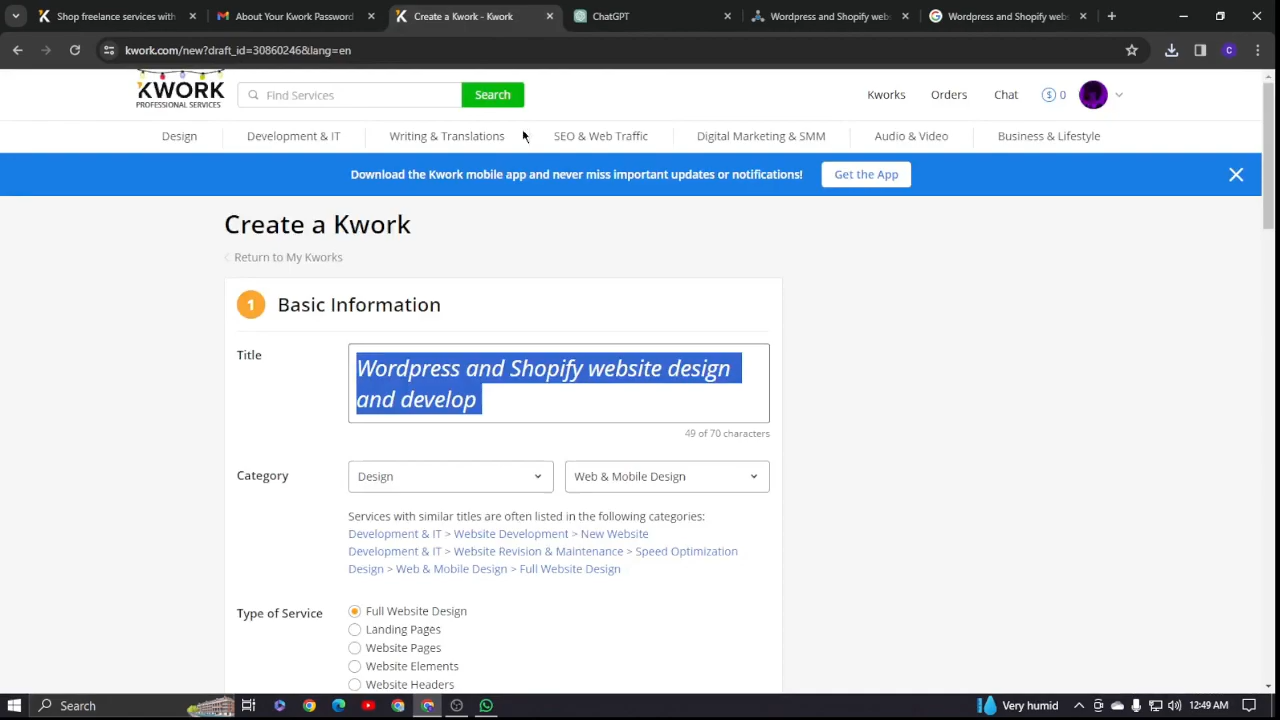 Shop freelance services with
About Your Kwork Password
Create a Kwork - Kwork
ChatGPT
Wordpress and Shopify web
Wordpress and Shopify webs
kwork.com/new?draft_id=30860246&lang=en
C
KWORK
PROFESSIONAL SERVICES
Find Services
Search
Kworks
Orders
Chat
$ 0
Design
Development & IT
Writing & Translations
SEO & Web Traffic
Digital Marketing & SMM
Audio & Video
Business & Lifestyle
Download the Kwork mobile app and never miss important updates or notifications!
Get the App
Create a Kwork
Return to My Kworks
1
Basic Information
Title
Wordpress and Shopify website design
and develop
49 of 70 characters
Category
Design
Web & Mobile Design
Services with similar titles are often listed in the following categories:
Development & IT > Website Development > New Website
Development & IT > Website Revision & Maintenance > Speed Optimization
Design > Web & Mobile Design > Full Website Design
Type of Service
Full Website Design
Landing Pages
Website Pages
Website Elements
Website Headers
Search
Very humid
12:49 AM